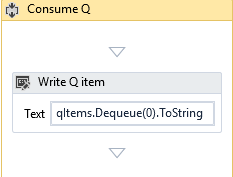 Consume Q
Write Q item
Text qItems.Dequeue(0).ToString